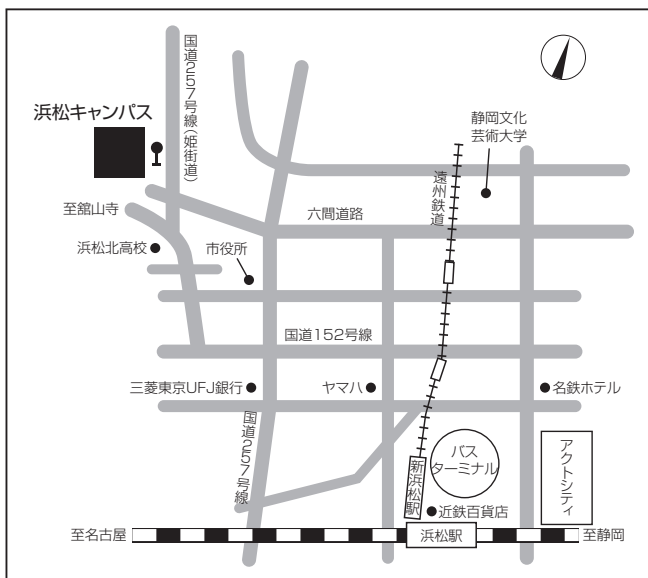 国道257号線(姫街道)
浜松キャンパス
静岡文化
芸術大学
遠州鉄道
至舘山寺
六間道路
浜松北高校
市役所
国道152号線
三菱東京UFJ銀行
ヤマハ
名鉄ホテル
国道257号線
バス
ターミナル
アクトシティ
新浜松駅
近鉄百貨店
至名古屋
浜松駅
至静岡